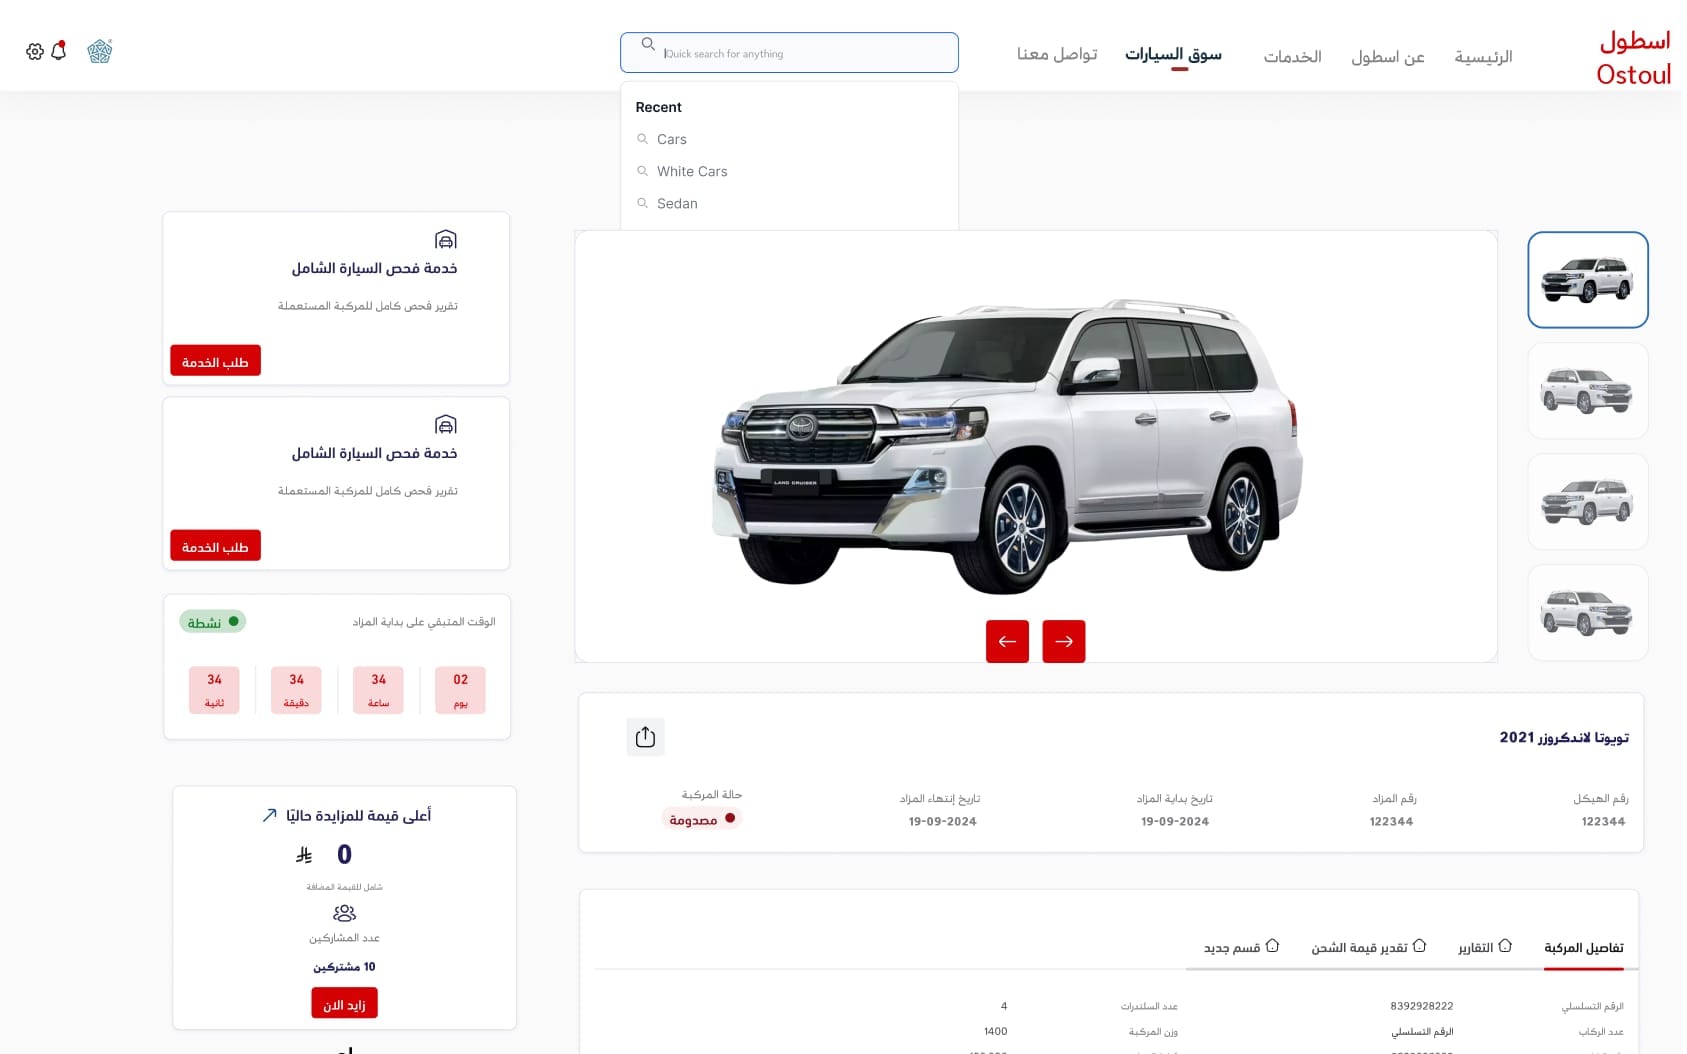 اسطول
Ostoul
الرئيسية
عن اسطول
الخدمات
سوق السيارات
تواصل معنا
Quick search for anything
Recent
Cars
White Cars
Sedan
LAND CRUISER
تويوتا لاندكروزر 2021
رقم الهيكل
122344
رقم المزاد
122344
تاريخ بداية المزاد
19-09-2024
تاريخ إنتهاء المزاد
19-09-2024
حالة المركبة
مصدومة
تفاصيل المركبة
التقارير
تقدير قيمة الشحن
قسم جديد
الرقم التسلسلي
8392928222
عدد السلندرات
4
عدد الركاب
الرقم التسلسلي
وزن المركبة
1400
خدمة فحص السيارة الشامل
تقرير فحص كامل للمركبة المستعملة
طلب الخدمة
خدمة فحص السيارة الشامل
تقرير فحص كامل للمركبة المستعملة
طلب الخدمة
الوقت المتبقي على بداية المزاد
نشطة
02
يوم
34
ساعة
34
دقيقة
34
ثانية
أعلى قيمة للمزايدة حاليًا
0
شامل للقيمة المضافة
عدد المشاركين
10 مشتركين
زايد الان